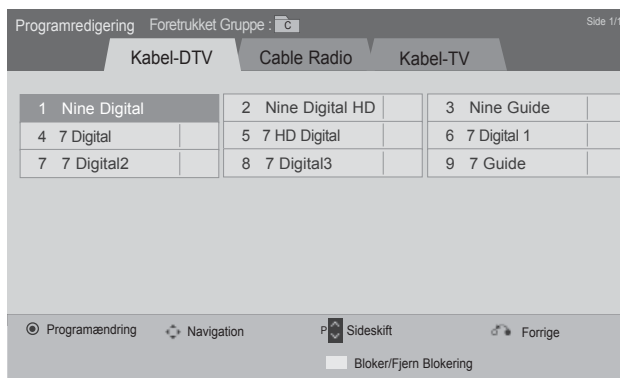 Programredigering Foretrukket Gruppe : C Side 1/1
Kabel-DTV Cable Radio Kabel-TV
1 Nine Digital 2 Nine Digital HD 3 Nine Guide
4 7 Digital 5 7 HD Digital 6 7 Digital 1
7 7 Digital2 8 7 Digital3 9 7 Guide
Programændring Navigation P Sideskift Forrige
Bloker/Fjern Blokering